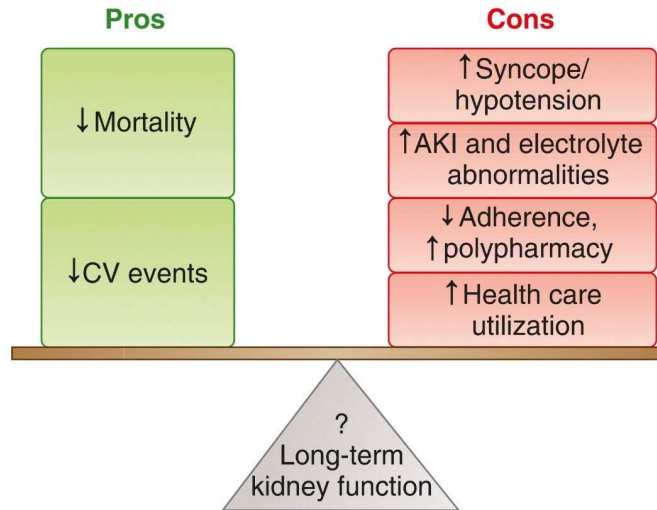 Pros
↓Mortality
↓CV events
Cons
↑Syncope/
hypotension
↑AKI and electrolyte
abnormalities
↓Adherence,
↑polypharmacy
↑Health care
utilization
?
Long-term
kidney function